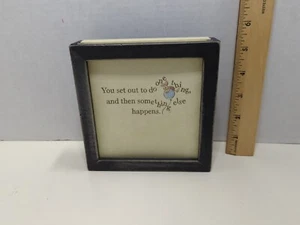 You set out to do one thing,
and then something else
happens.